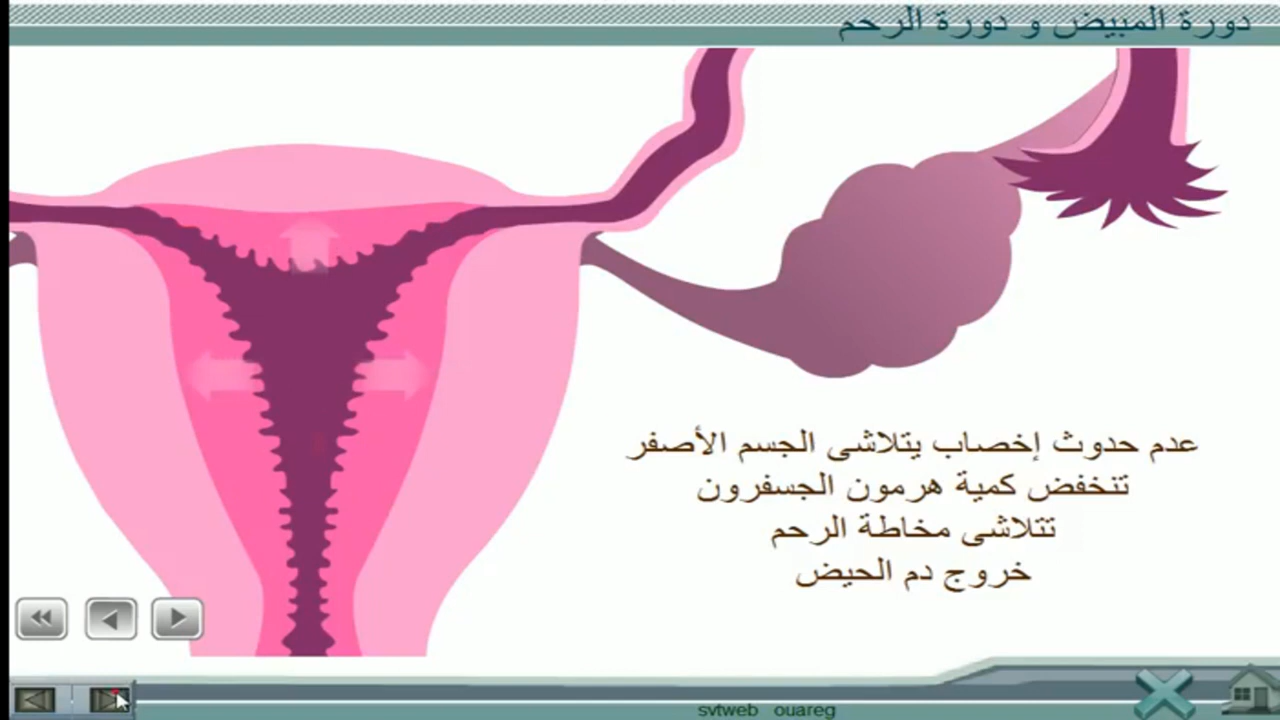 دورة المبيض و دورة الرحم
عدم حدوث إخصاب يتلاشى الجسم الأصفر
تنخفض كمية هرمون الجسفرون
تتلاشى مخاطة الرحم
خروج دم الحيض
svtweb ouareg